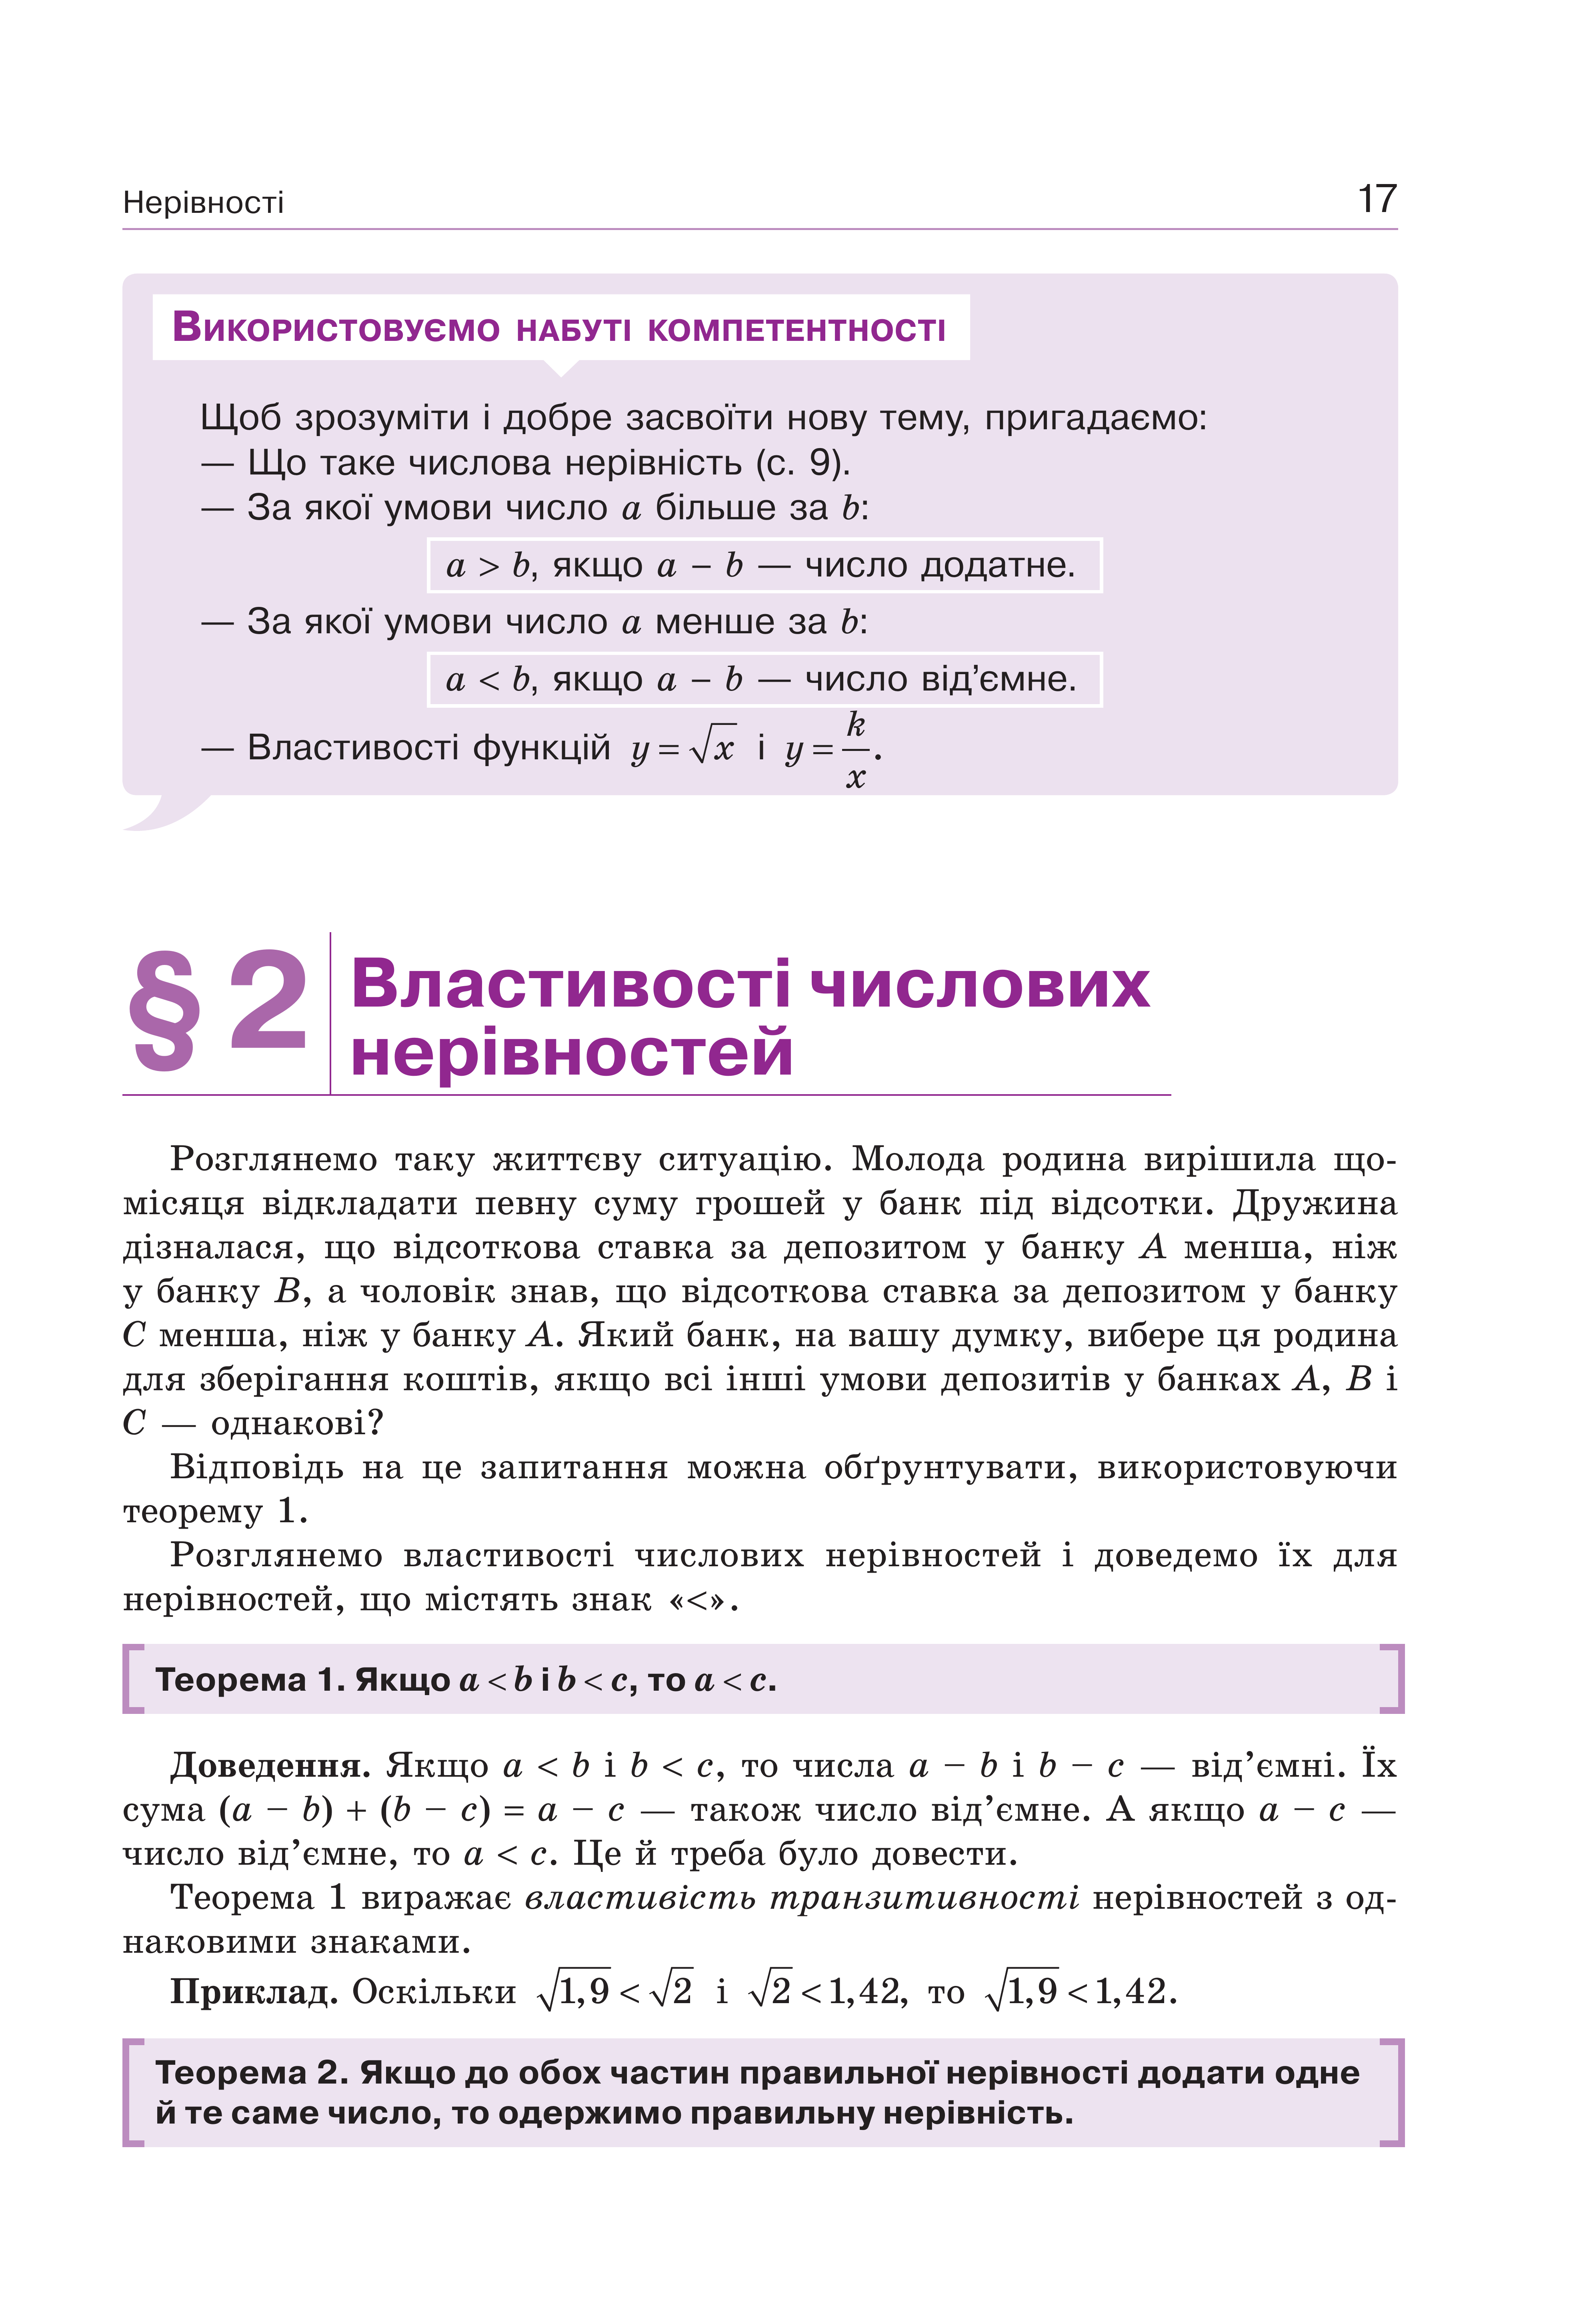 Нерівності 17
Використовуємо набуті компетентності
Щоб зрозуміти і добре засвоїти нову тему, пригадаємо:
— Що таке числова нерівність (с. 9).
— За якої умови число a більше за b:
a > b, якщо a − b — число додатне.
— За якої умови число a менше за b:
a < b, якщо a − b — число від’ємне.
— Властивості функцій y = √x і y = k/x.
§ 2 Властивості числових
нерівностей
Розглянемо таку життєву ситуацію. Молода родина вирішила що-
місяця відкладати певну суму грошей у банк під відсотки. Дружина
дізналася, що відсоткова ставка за депозитом у банку A менша, ніж
у банку B, а чоловік знав, що відсоткова ставка за депозитом у банку
C менша, ніж у банку A. Який банк, на вашу думку, вибере ця родина
для зберігання коштів, якщо всі інші умови депозитів у банках A, B і
C — однакові?
Відповідь на це запитання можна обґрунтувати, використовуючи
теорему 1.
Розглянемо властивості числових нерівностей і доведемо їх для
нерівностей, що містять знак «<».
Теорема 1. Якщо a < b і b < c, то a < c.
Доведення. Якщо a < b і b < c, то числа a − b і b − c — від’ємні. Їх
сума (a − b) + (b − c) = a − c — також число від’ємне. А якщо a − c —
число від’ємне, то a < c. Це й треба було довести.
Теорема 1 виражає властивість транзитивності нерівностей з од-
наковими знаками.
Приклад. Оскільки √1,9 < √2 і √2 < 1,42, то √1,9 < 1,42.
Теорема 2. Якщо до обох частин правильної нерівності додати одне
й те саме число, то одержимо правильну нерівність.